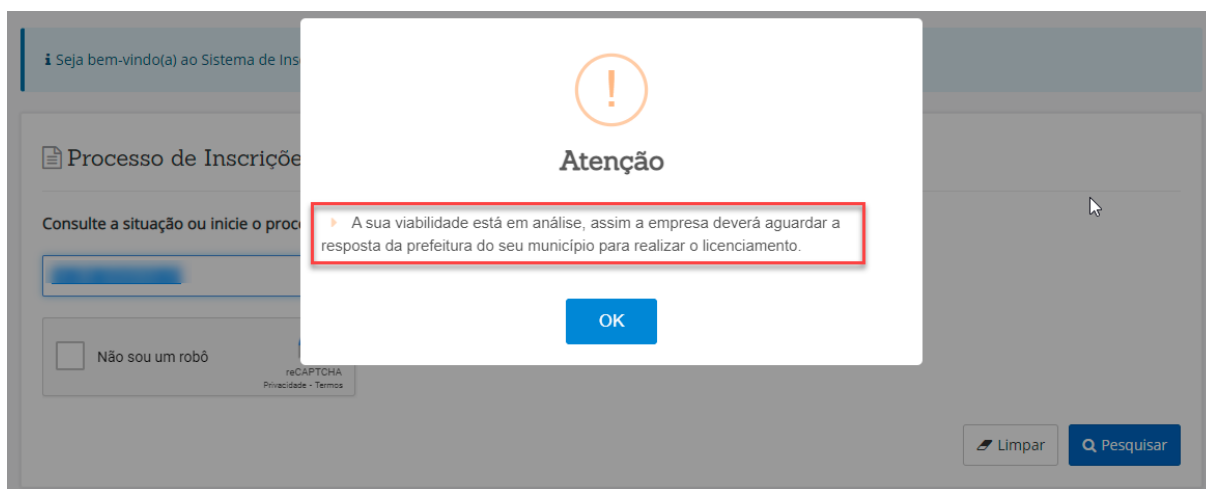 Seja bem-vindo(a) ao Sistema de Ins
Atenção
A sua viabilidade está em análise, assim a empresa deverá aguardar a
resposta da prefeitura do seu município para realizar o licenciamento.
OK
Processo de Inscriçõe
Consulte a situação ou inicie o proc
Não sou um robô
reCAPTCHA
Privacidade - Termos
Limpar
Pesquisar